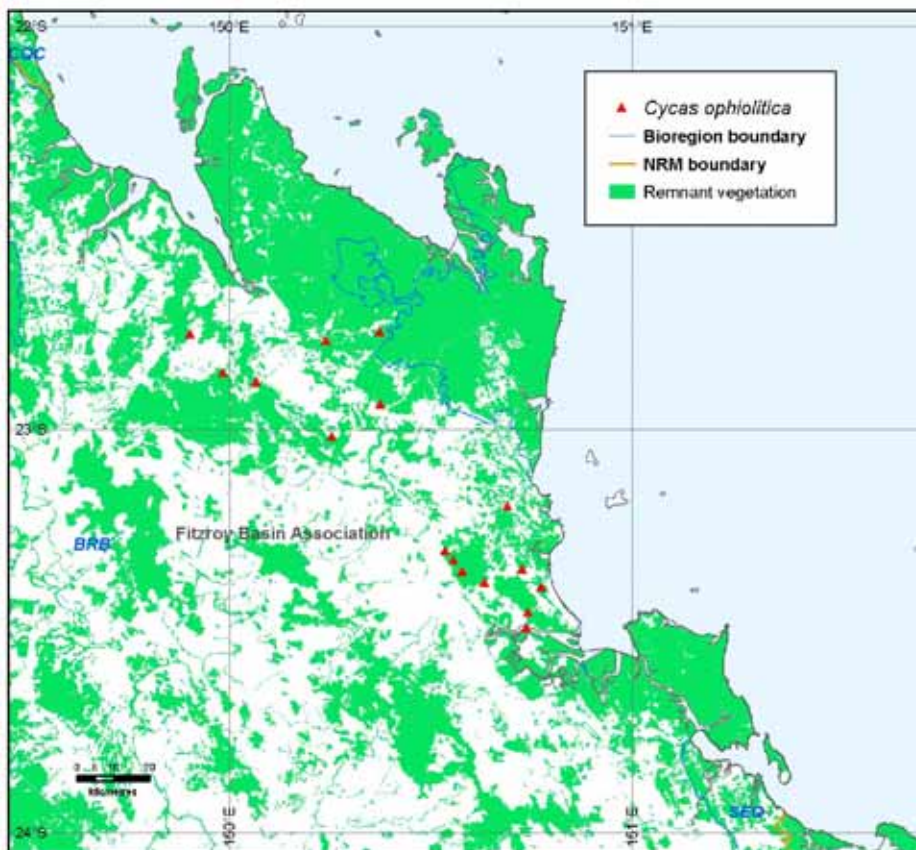 22°S
150°E
151°E
CQC
Cycas ophiolitica
Bioregion boundary
NRM boundary
Remnant vegetation
23°S
Fitzroy Basin Association
BRB
kilometres
SEQ
24°S
150°E
151°E